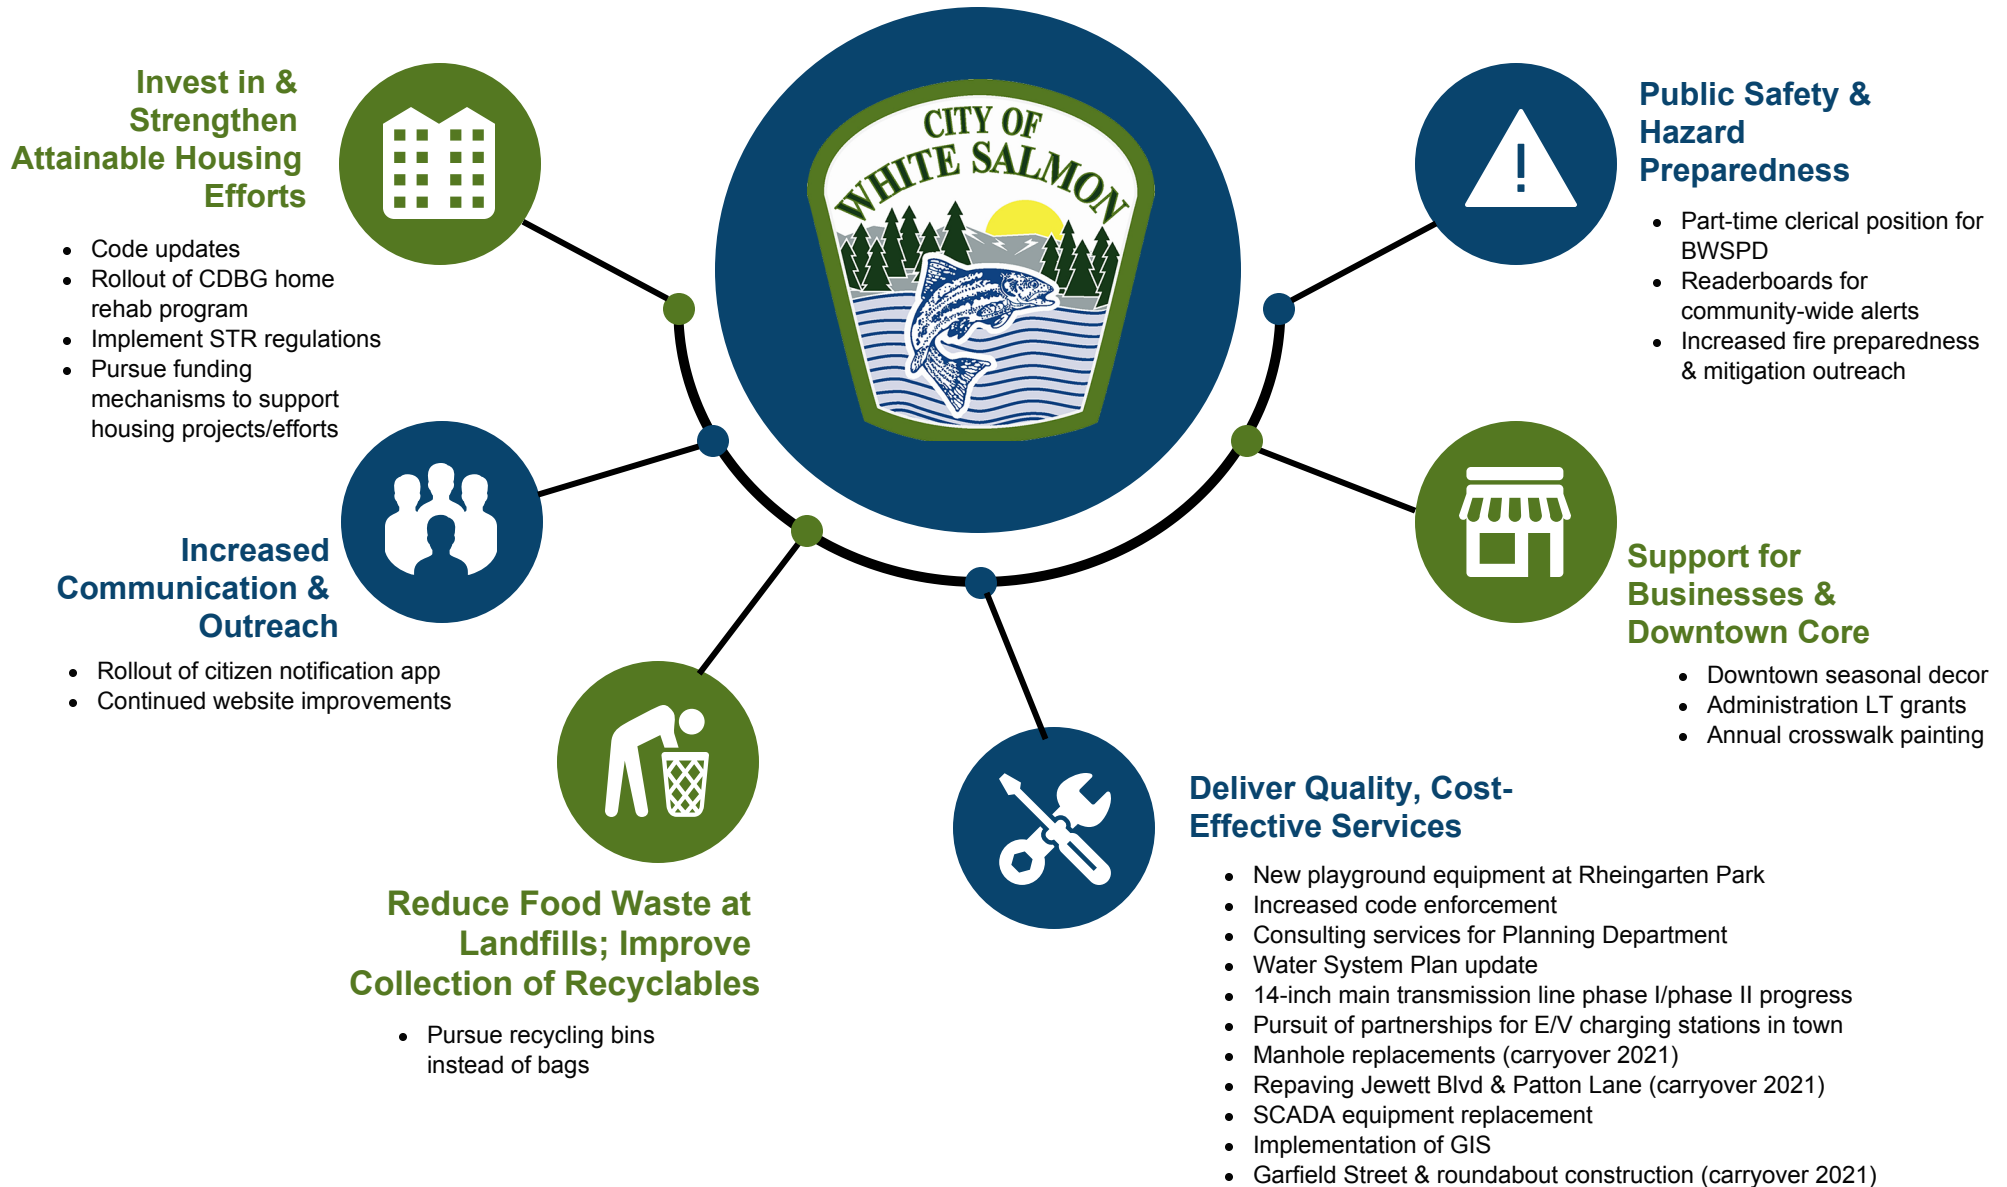 CITY OF
WHITE SALMON
Invest in &
Strengthen
Attainable Housing
Efforts
• Code updates
• Rollout of CDBG home
rehab program
• Implement STR regulations
• Pursue funding
mechanisms to support
housing projects/efforts
Increased
Communication &
Outreach
• Rollout of citizen notification app
• Continued website improvements
Reduce Food Waste at
Landfills; Improve
Collection of Recyclables
• Pursue recycling bins
instead of bags
Deliver Quality, Cost-
Effective Services
• New playground equipment at Rheingarten Park
• Increased code enforcement
• Consulting services for Planning Department
• Water System Plan update
• 14-inch main transmission line phase I/phase II progress
• Pursuit of partnerships for E/V charging stations in town
• Manhole replacements (carryover 2021)
• Repaving Jewett Blvd & Patton Lane (carryover 2021)
• SCADA equipment replacement
• Implementation of GIS
• Garfield Street & roundabout construction (carryover 2021)
Support for
Businesses &
Downtown Core
• Downtown seasonal decor
• Administration LT grants
• Annual crosswalk painting
Public Safety &
Hazard
Preparedness
• Part-time clerical position for
BWSPD
• Readerboards for
community-wide alerts
• Increased fire preparedness
& mitigation outreach